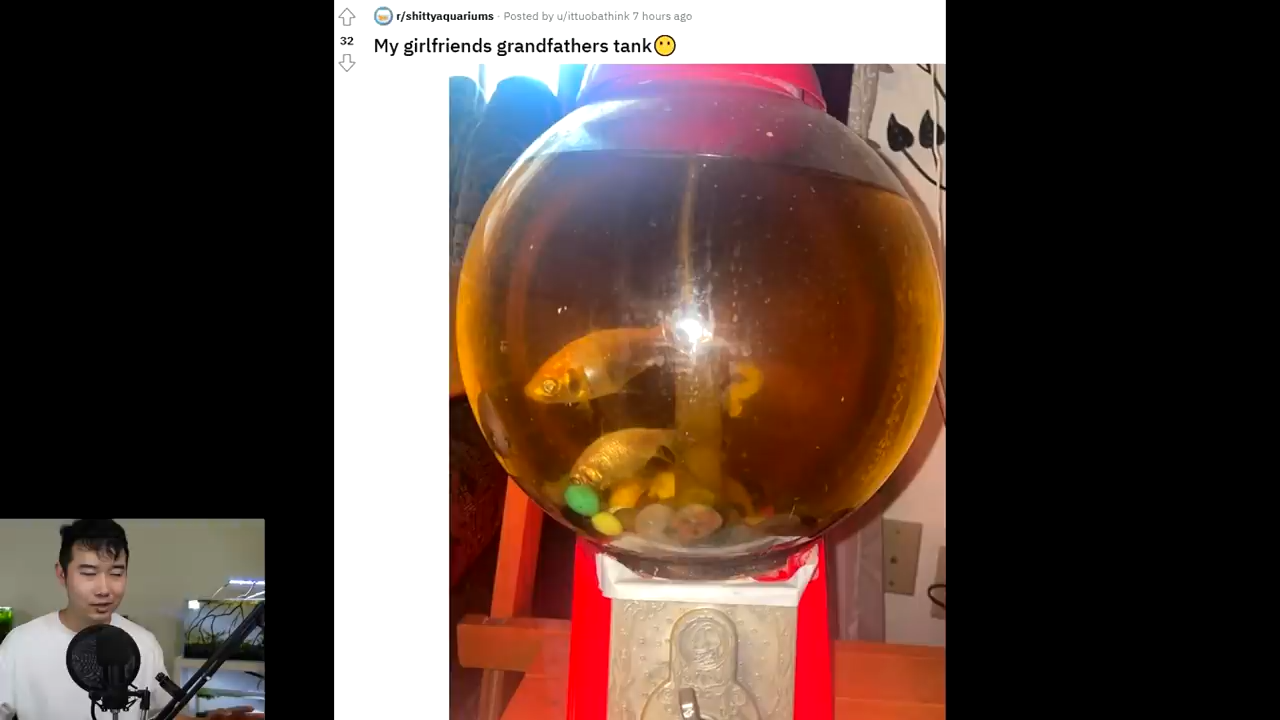 r/shittyaquariums · Posted by u/ittuobathink 7 hours ago
32
My girlfriends grandfathers tank😶